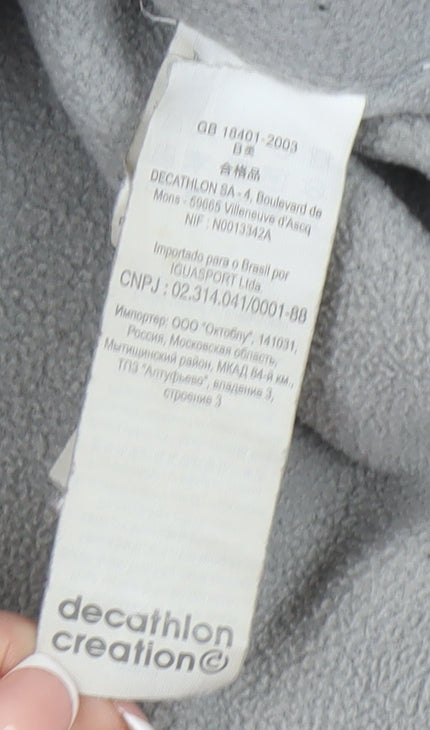 GB 18401-2003
B类
合格品
DECATHLON SA - 4, Boulevard de
Mons - 59665 Villeneuve d'Ascq
NIF : N0013342A
Importado para o Brasil por
IGUASPORT Ltda.
CNPJ : 02.314.041/0001-88
Импортер: ООО "Октоблу", 141031,
Россия, Московская область,
Мытищинский район, МКАД 84-й км.,
ТПЗ "Алтуфьево", владение 3,
строение 3
decathlon
creation